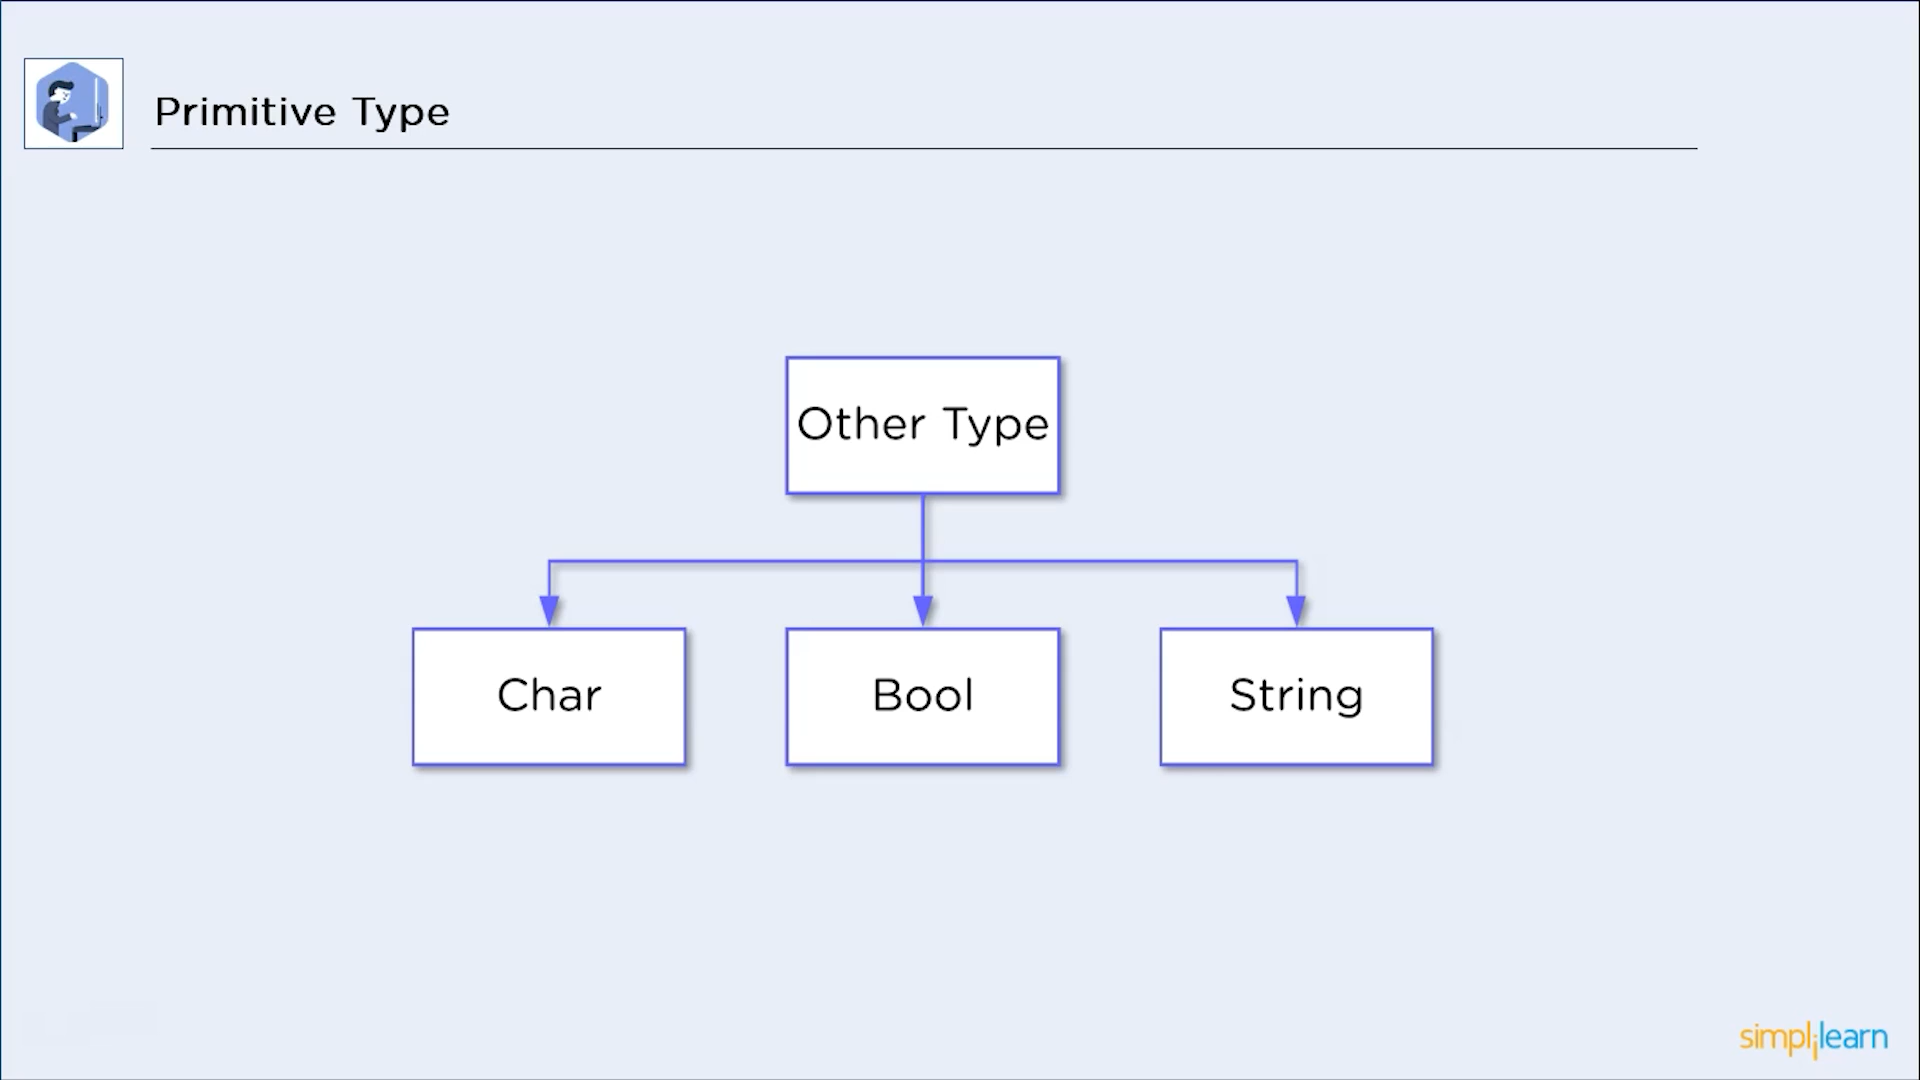 Primitive Type
Other Type
Char
Bool
String
simplilearn